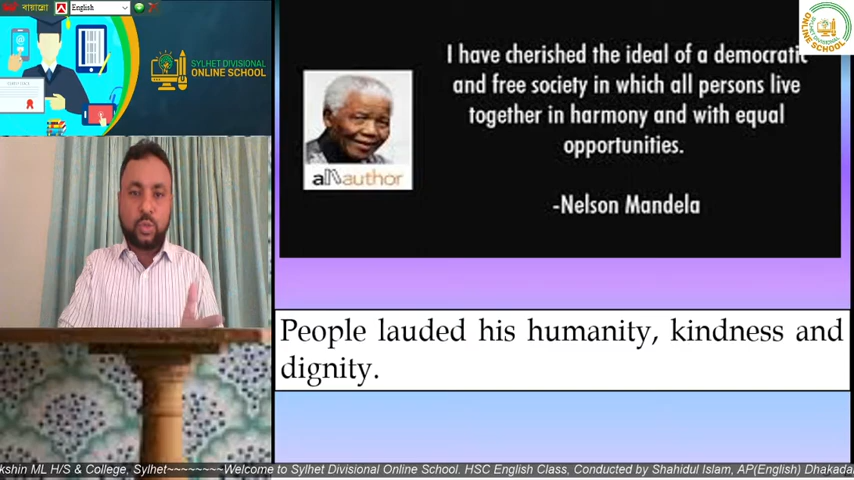 বায়ান্নো English
SYLHET DIVISIONAL
ONLINE SCHOOL
ONLINE SCHOOL
I have cherished the ideal of a democratic
and free society in which all persons live
together in harmony and with equal
opportunities.
-Nelson Mandela
allauthor
People lauded his humanity, kindness and
dignity.
kshin ML H/S & College, Sylhet~~~~~~~~Welcome to Sylhet Divisional Online School. HSC English Class, Conducted by Shahidul Islam, AP(English) Dhakada